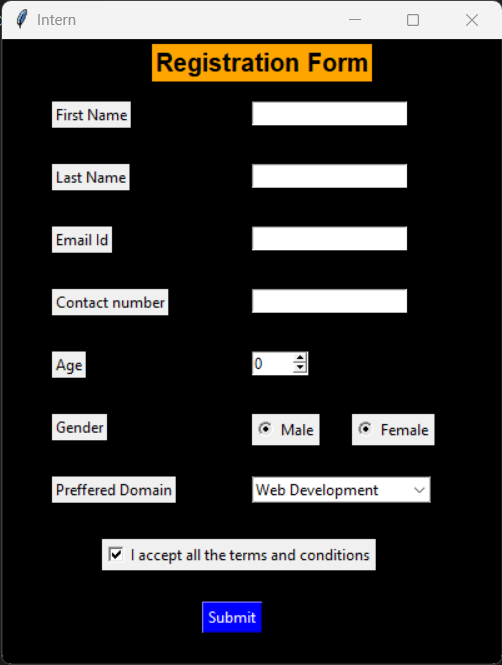 Intern
Registration Form
First Name
Last Name
Email Id
Contact number
Age 0
Gender Male Female
Preffered Domain Web Development
I accept all the terms and conditions
Submit